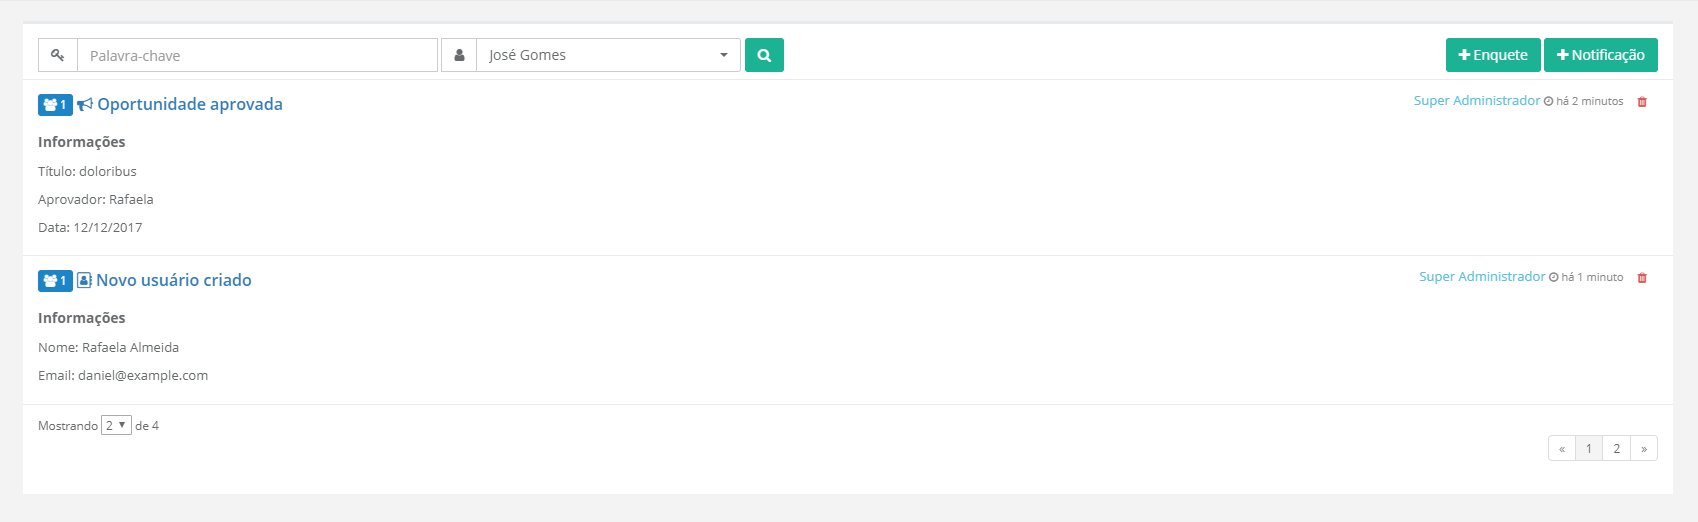 Palavra-chave José Gomes Enquete Notificação
1 Oportunidade aprovada Super Administrador há 2 minutos
Informações
Título: doloribus
Aprovador: Rafaela
Data: 12/12/2017
1 Novo usuário criado Super Administrador há 1 minuto
Informações
Nome: Rafaela Almeida
Email: daniel@example.com
Mostrando 2 de 4
« 1 2 »